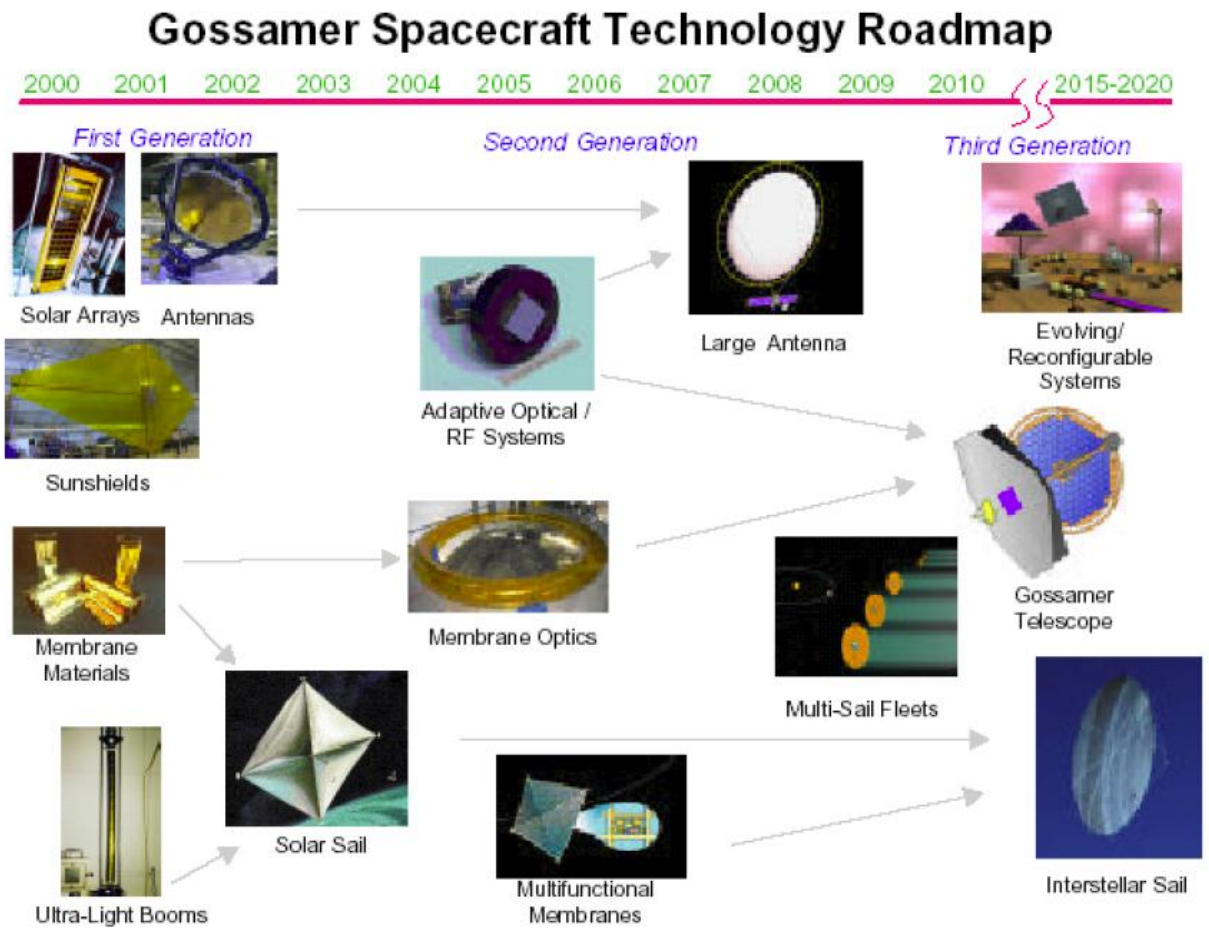 Gossamer Spacecraft Technology Roadmap
2000 2001 2002 2003 2004 2005 2006 2007 2008 2009 2010 2015-2020
First Generation
Second Generation
Third Generation
Solar Arrays
Antennas
Large Antenna
Evolving/
Reconfigurable
Systems
Adaptive Optical /
RF Systems
Sunshields
Membrane
Materials
Membrane Optics
Gossamer
Telescope
Multi-Sail Fleets
Solar Sail
Ultra-Light Booms
Multifunctional
Membranes
Interstellar Sail